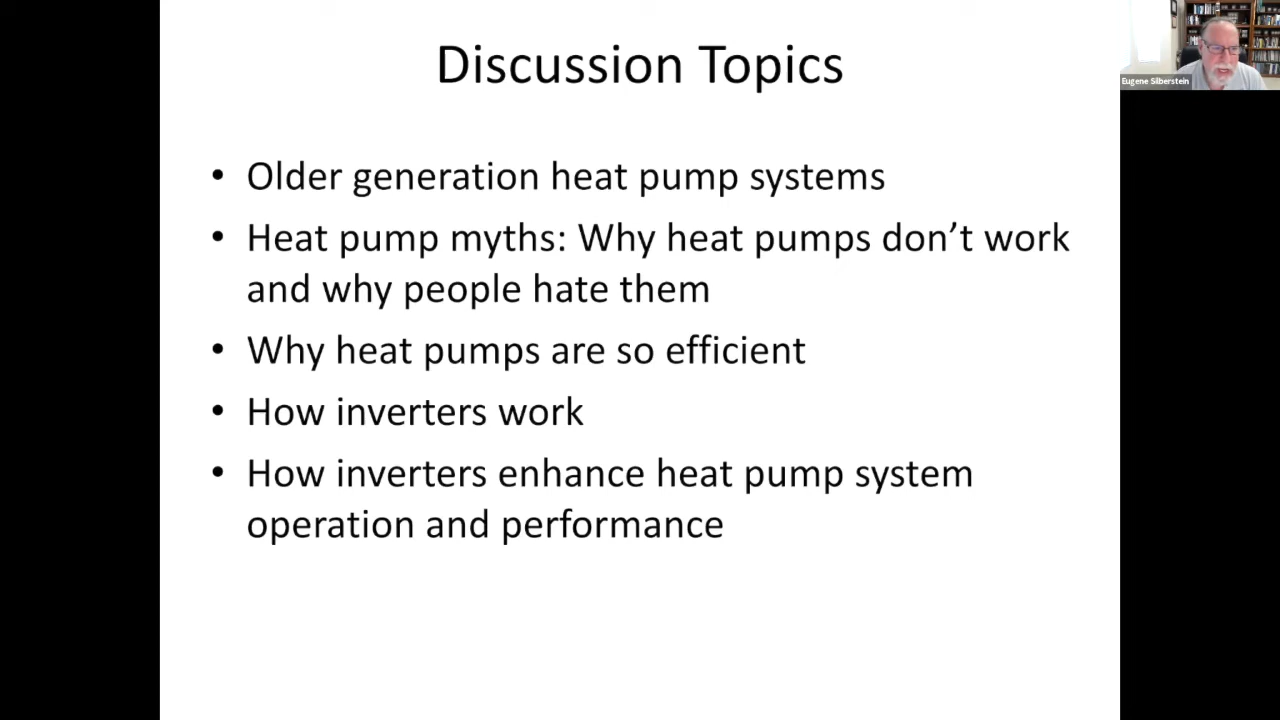 Discussion Topics
Eugene Silberstein
• Older generation heat pump systems
• Heat pump myths: Why heat pumps don’t work
and why people hate them
• Why heat pumps are so efficient
• How inverters work
• How inverters enhance heat pump system
operation and performance